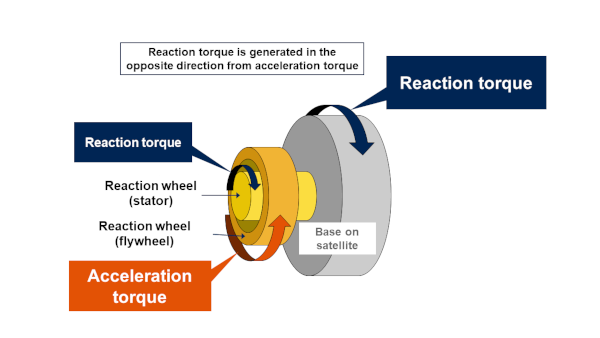 Reaction torque is generated in the
opposite direction from acceleration torque
Reaction torque
Reaction torque
Reaction wheel
(stator)
Reaction wheel
(flywheel)
Base on
satellite
Acceleration
torque